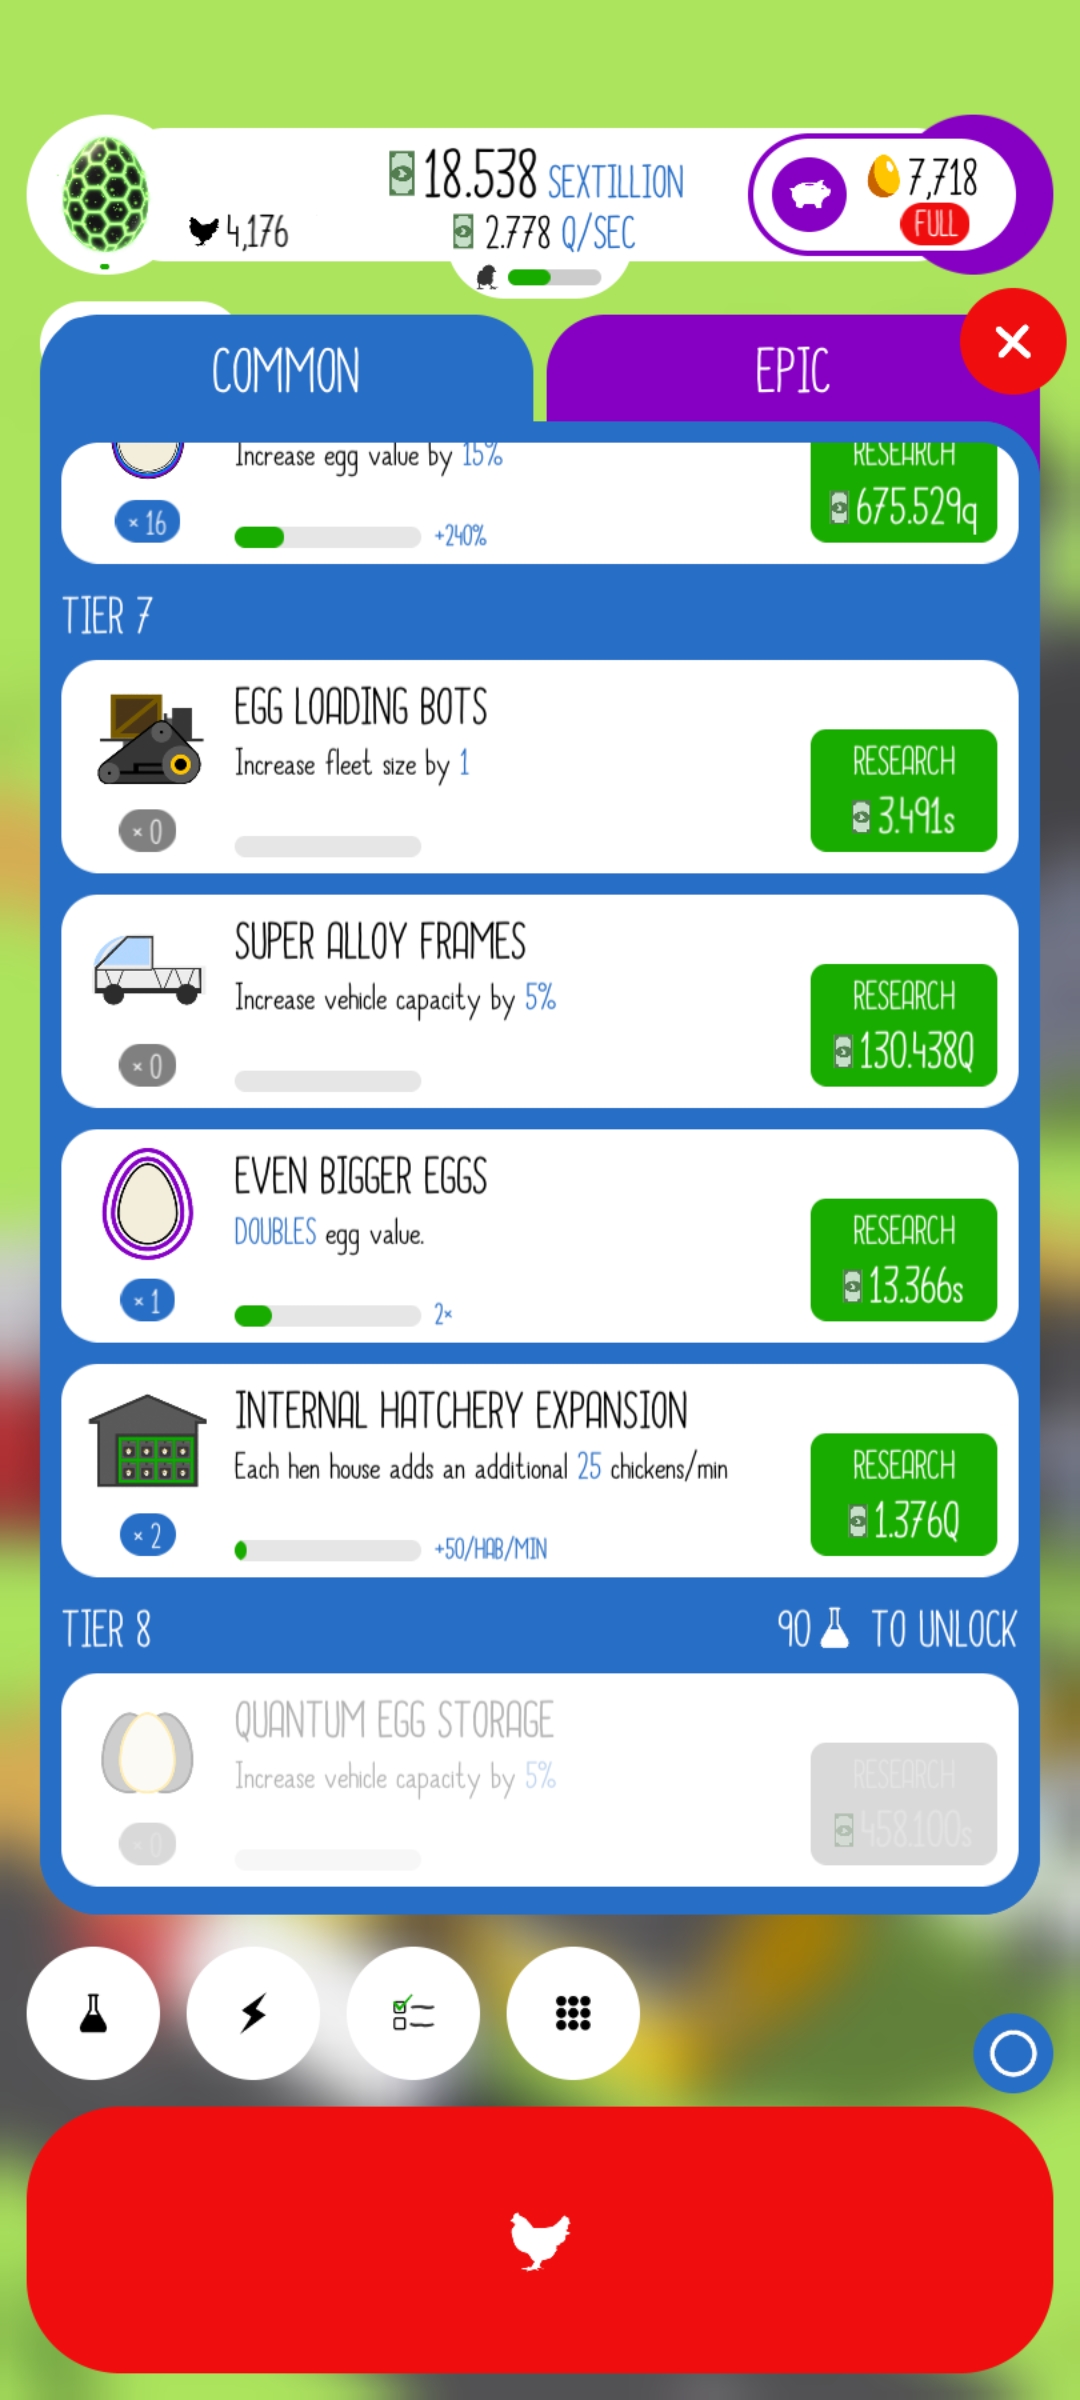 18.538 SEXTILLION
7,718
4,176
2.778 Q/SEC
FULL
COMMON
EPIC
Increase egg value by 15%
RESEARCH
675.529q
× 16
+240%
TIER 7
EGG LOADING BOTS
Increase fleet size by 1
RESEARCH
3.491s
× 0
SUPER ALLOY FRAMES
Increase vehicle capacity by 5%
RESEARCH
130.438Q
× 0
EVEN BIGGER EGGS
DOUBLES egg value.
RESEARCH
13.366s
× 1
2×
INTERNAL HATCHERY EXPANSION
Each hen house adds an additional 25 chickens/min
RESEARCH
1.376Q
× 2
+50/HAB/MIN
TIER 8
90 TO UNLOCK
QUANTUM EGG STORAGE
Increase vehicle capacity by 5%
RESEARCH
458.100s
× 0